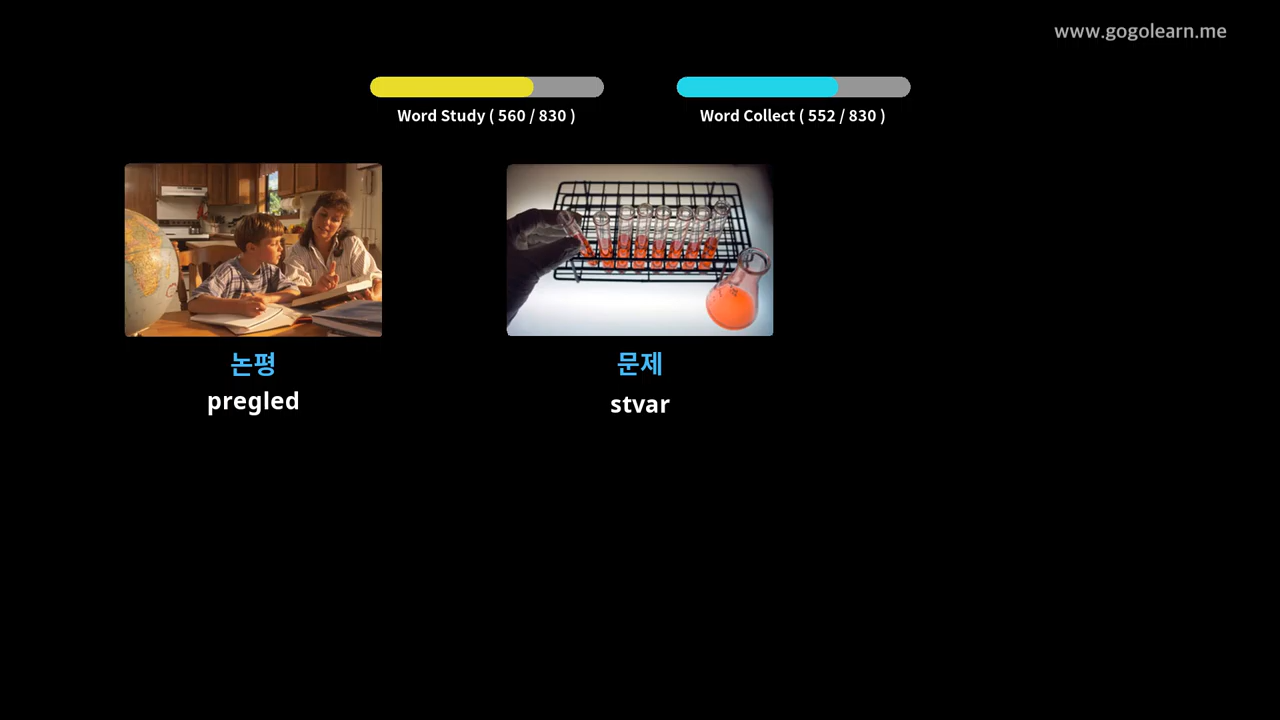 www.gogolearn.me
Word Study ( 560 / 830 )
Word Collect ( 552 / 830 )
논평
pregled
문제
stvar